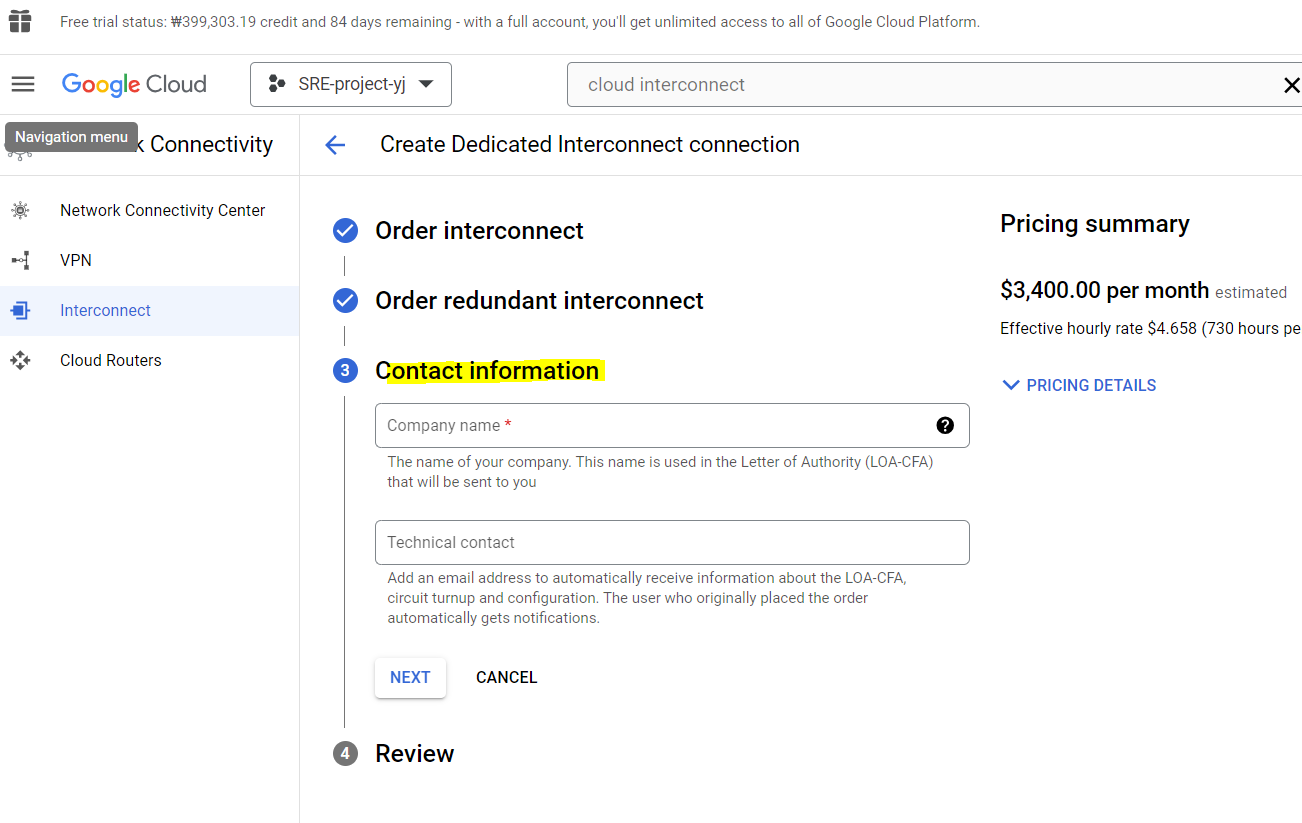 Free trial status: ₩399,303.19 credit and 84 days remaining - with a full account, you'll get unlimited access to all of Google Cloud Platform.
Google Cloud
SRE-project-yj
cloud interconnect
Navigation menu
k Connectivity
Create Dedicated Interconnect connection
Network Connectivity Center
VPN
Interconnect
Cloud Routers
Order interconnect
Order redundant interconnect
3 Contact information
Company name *
?
The name of your company. This name is used in the Letter of Authority (LOA-CFA)
that will be sent to you
Technical contact
Add an email address to automatically receive information about the LOA-CFA,
circuit turnup and configuration. The user who originally placed the order
automatically gets notifications.
NEXT
CANCEL
4 Review
Pricing summary
$3,400.00 per month estimated
Effective hourly rate $4.658 (730 hours pe
PRICING DETAILS